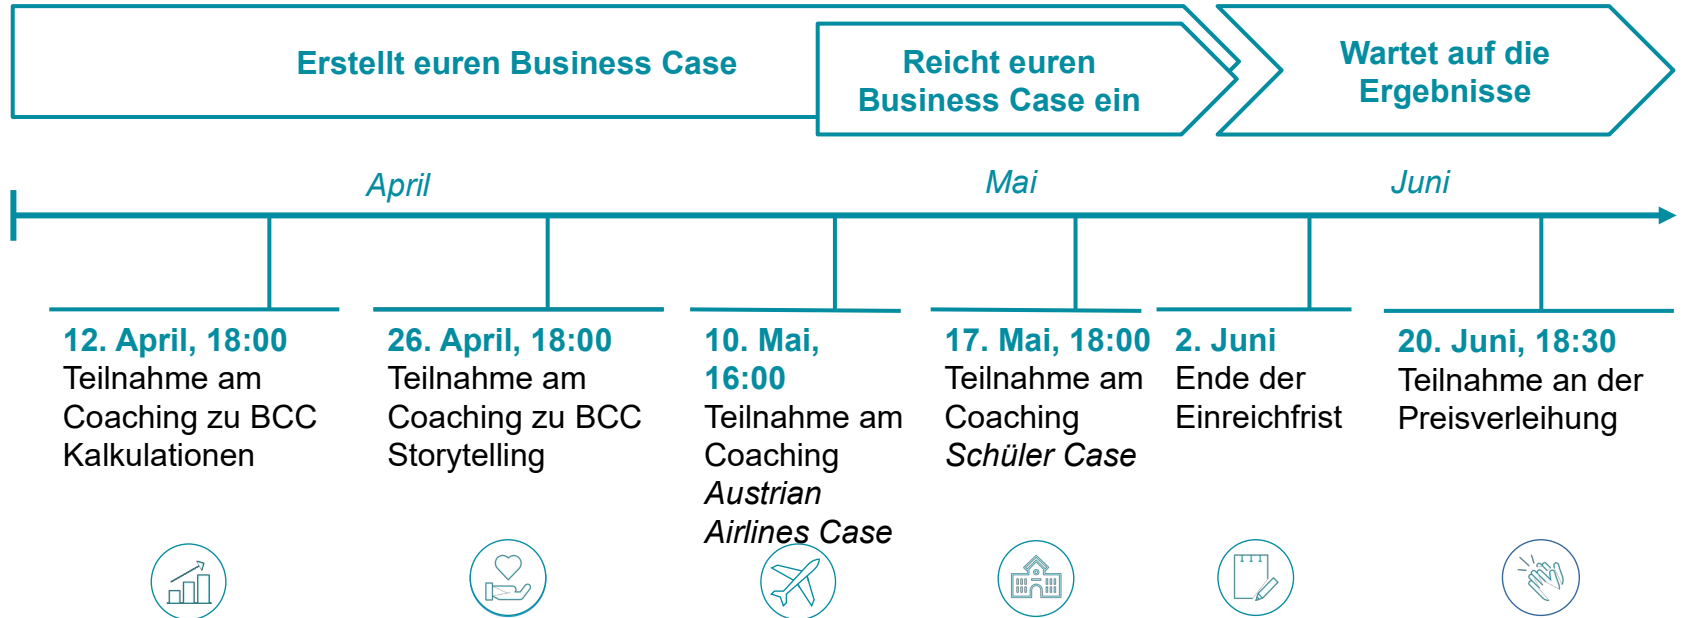 Erstellt euren Business Case
Reicht euren
Business Case ein
Wartet auf die
Ergebnisse
April
Mai
Juni
12. April, 18:00
Teilnahme am
Coaching zu BCC
Kalkulationen
26. April, 18:00
Teilnahme am
Coaching zu BCC
Storytelling
10. Mai,
16:00
Teilnahme am
Coaching
Austrian
Airlines Case
17. Mai, 18:00
Teilnahme am
Coaching
Schüler Case
2. Juni
Ende der
Einreichfrist
20. Juni, 18:30
Teilnahme an der
Preisverleihung